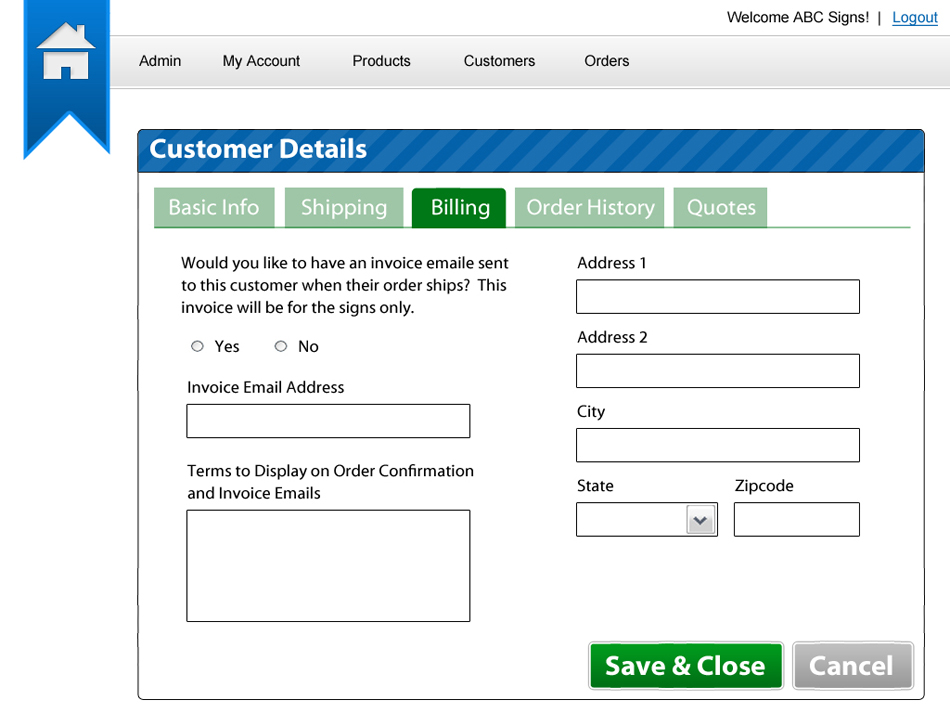 Welcome ABC Signs! | Logout
Admin My Account Products Customers Orders
Customer Details
Basic Info Shipping Billing Order History Quotes
Would you like to have an invoice emaile sent
to this customer when their order ships? This
invoice will be for the signs only.
Yes No
Invoice Email Address
Terms to Display on Order Confirmation
and Invoice Emails
Address 1
Address 2
City
State Zipcode
Save & Close Cancel